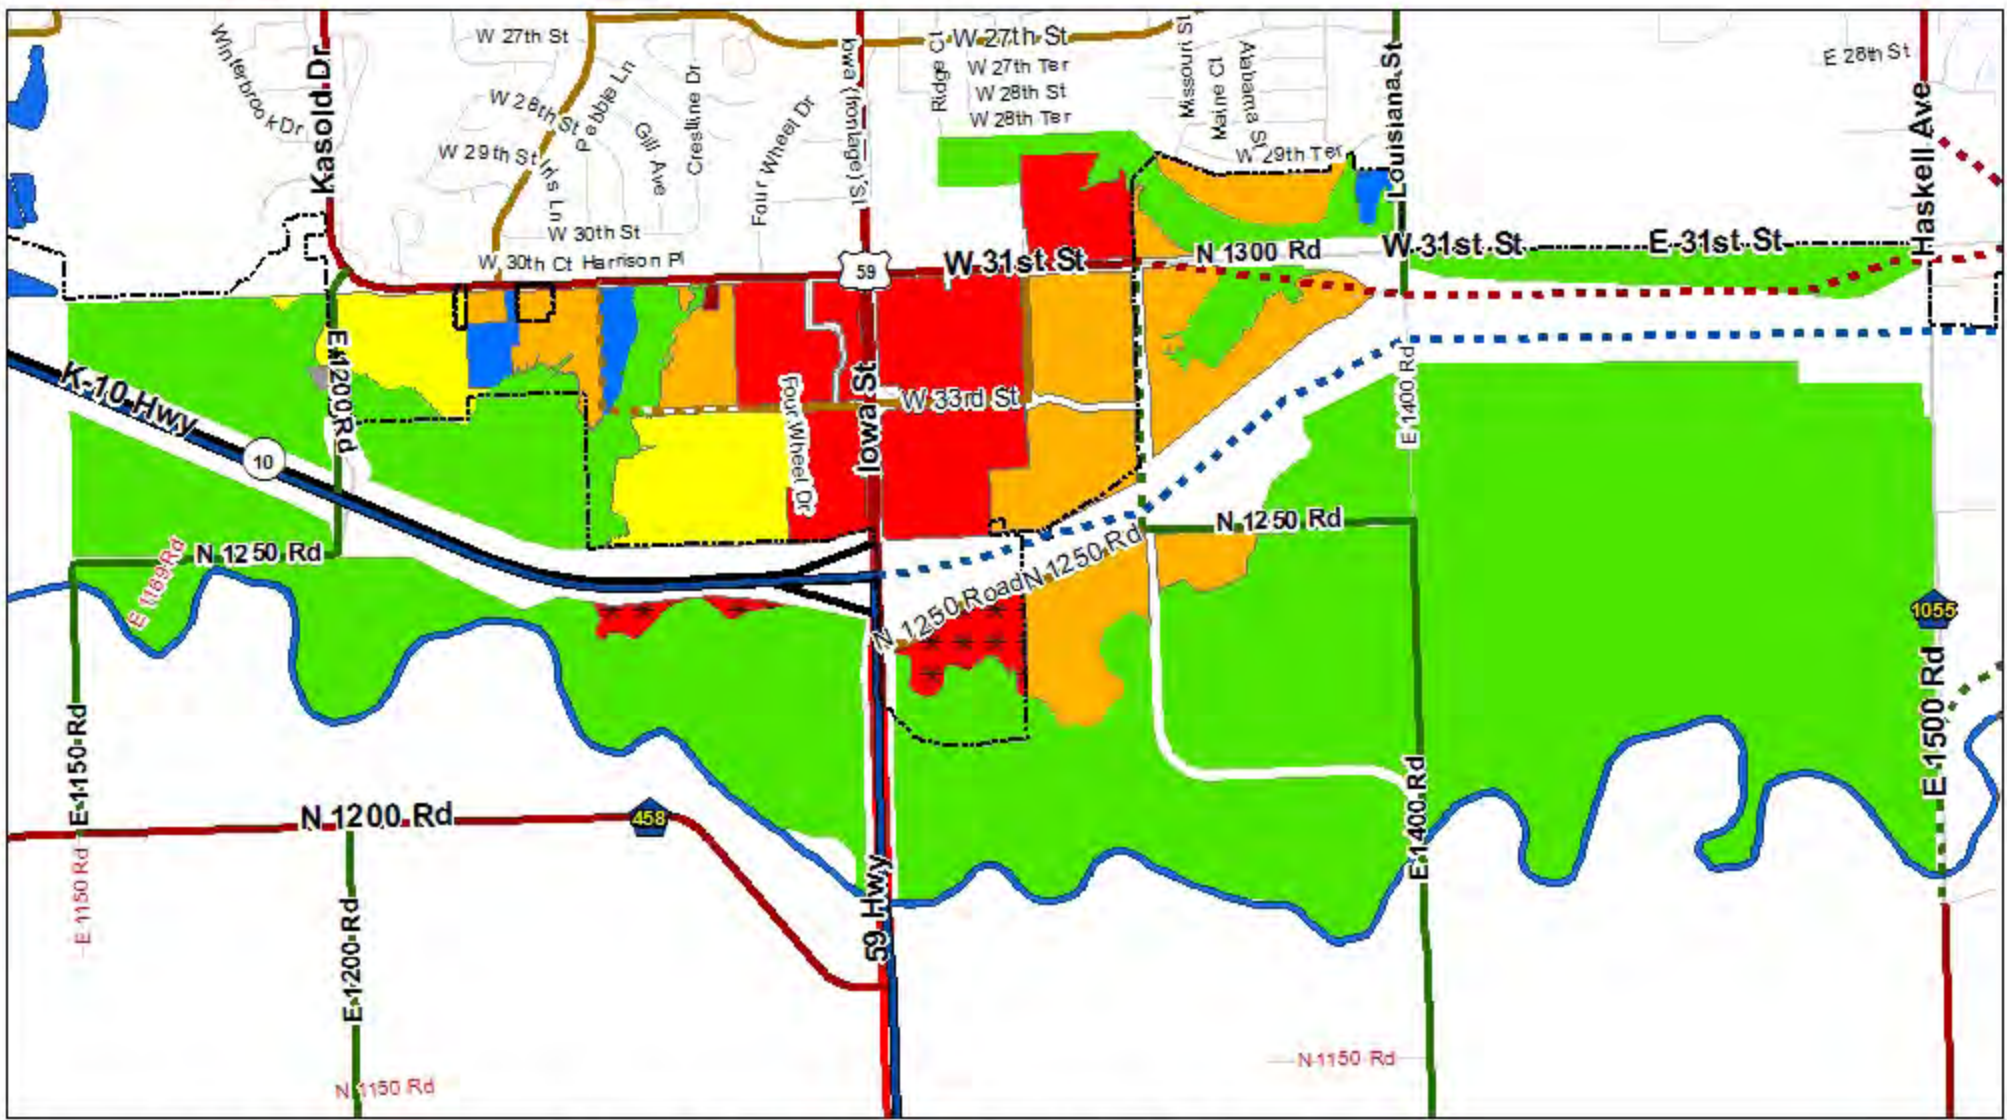 W 27th St
W 27th St
W 27th Ter
W 28th St
W 28th Ter
E 28th St
Winterbrook Dr
Kasold Dr
W 28th St
Pebble Ln
Gill Ave
Crestline Dr
Four Wheel Dr
Iowa (frontage) St
Ridge Ct
Missouri St
Maine Ct
Alabama St
Louisiana St
Haskell Ave
W 29th St
Iris Ln
W 29th Ter
W 30th St
W 30th Ct
Harrison Pl
59
W 31st St
N 1300 Rd
W 31st St
E 31st St
E 1200 Rd
K-10 Hwy
10
Four Wheel Dr
Iowa St
W 33rd St
E 1400 Rd
N 1250 Rd
E 1189 Rd
N 1250 Road
N 1250 Rd
N 1250 Rd
1055
E 1150 Rd
N 1200 Rd
458
E 1150 Rd
E 1200 Rd
59 Hwy
E 1400 Rd
E 1500 Rd
N 1150 Rd
N 1150 Rd